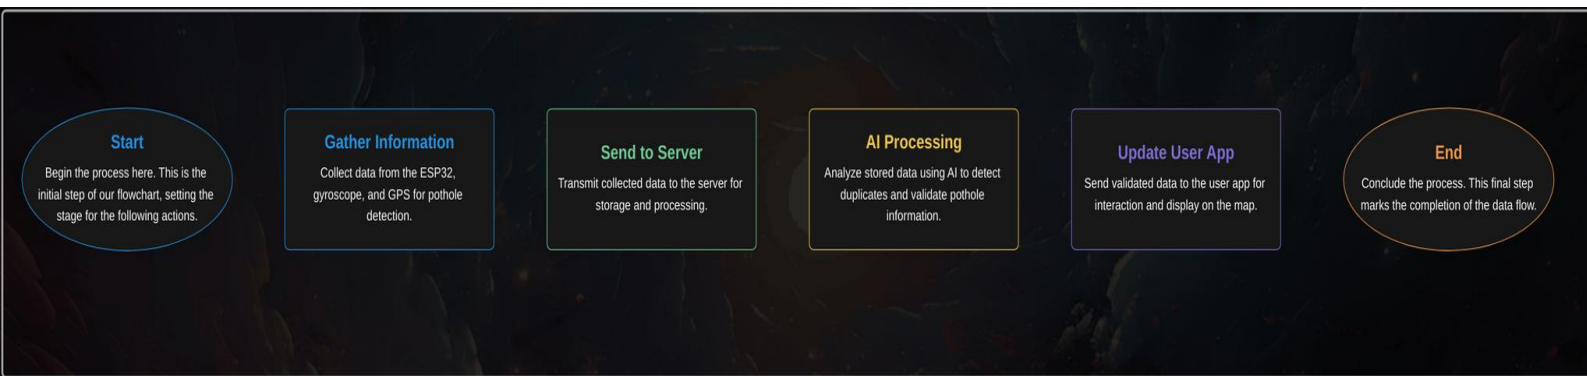 Start
Begin the process here. This is the
initial step of our flowchart, setting the
stage for the following actions.
Gather Information
Collect data from the ESP32,
gyroscope, and GPS for pothole
detection.
Send to Server
Transmit collected data to the server for
storage and processing.
AI Processing
Analyze stored data using AI to detect
duplicates and validate pothole
information.
Update User App
Send validated data to the user app for
interaction and display on the map.
End
Conclude the process. This final step
marks the completion of the data flow.